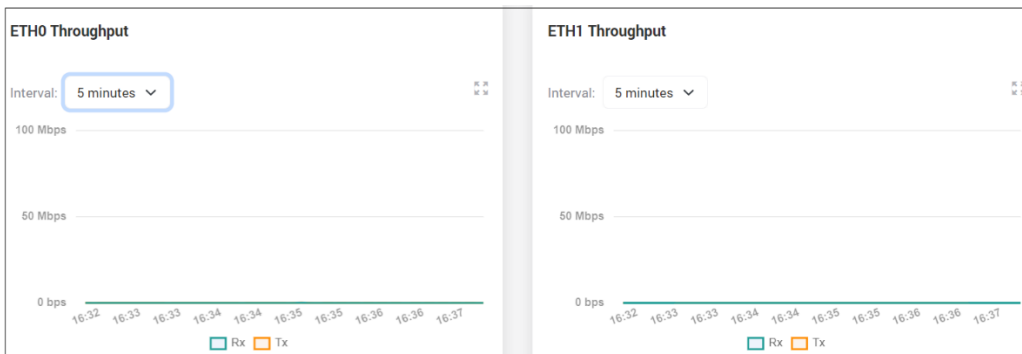 ETH0 Throughput
Interval: 5 minutes
100 Mbps
50 Mbps
0 bps
16:32 16:33 16:33 16:34 16:34 16:35 16:35 16:36 16:36 16:37
Rx Tx
ETH1 Throughput
Interval: 5 minutes
100 Mbps
50 Mbps
0 bps
16:32 16:33 16:33 16:34 16:34 16:35 16:35 16:36 16:36 16:37
Rx Tx